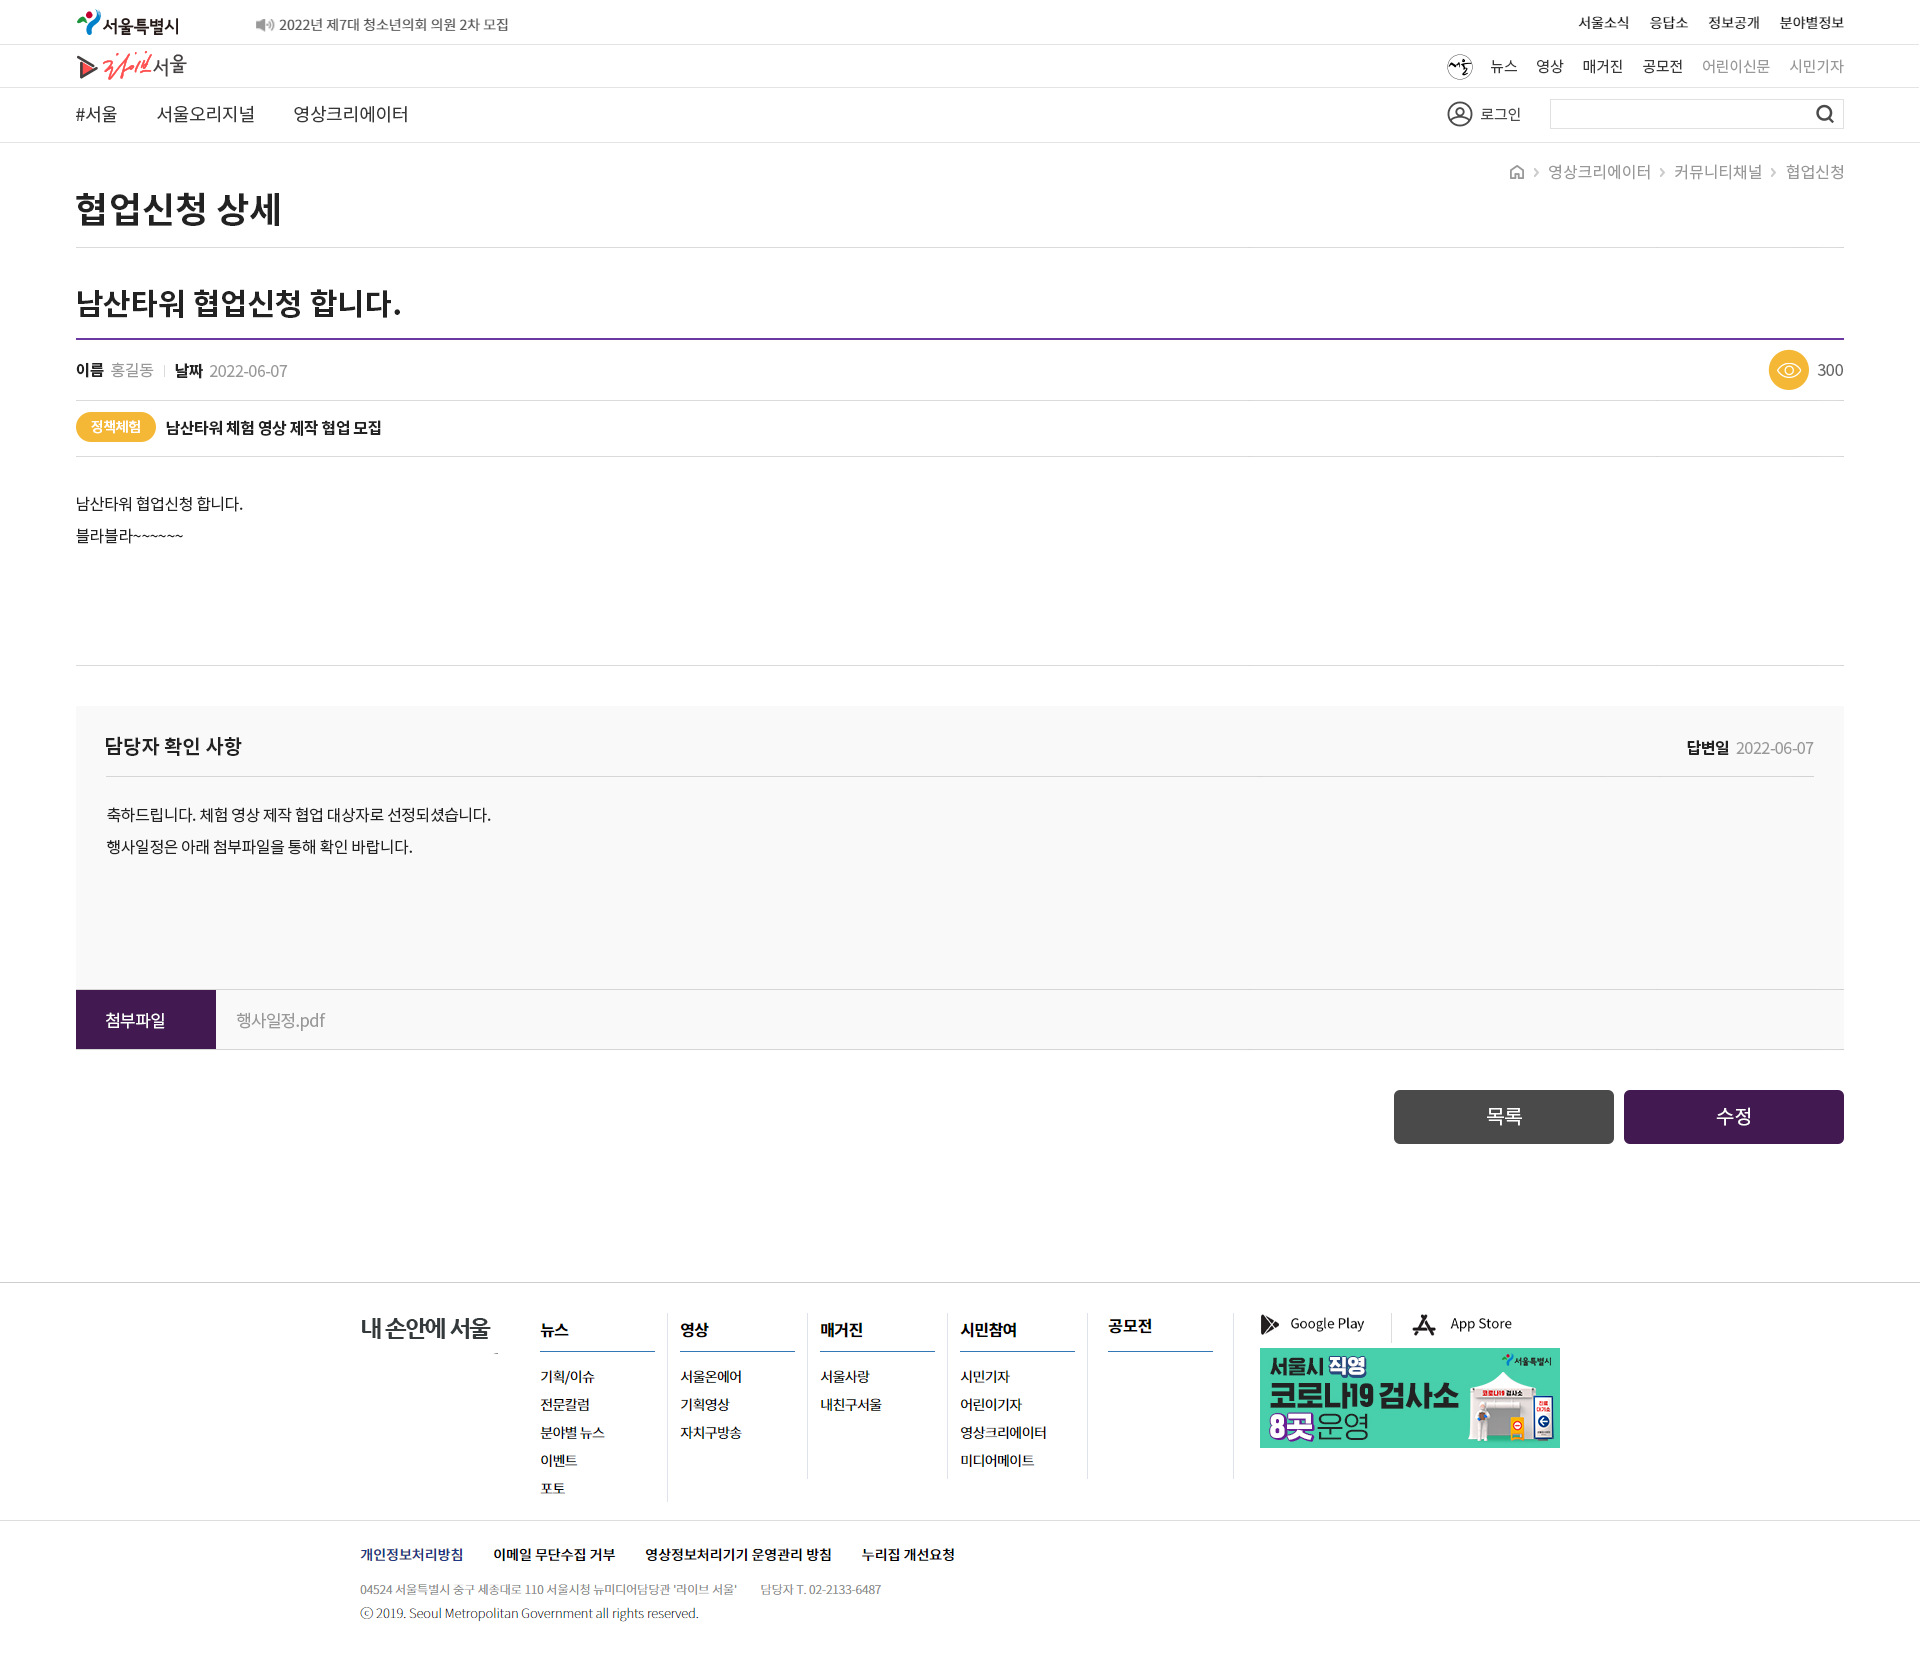 서울특별시
2022년 제7대 청소년의회 의원 2차 모집
서울소식 응답소 정보공개 분야별정보
라이브서울
서울 뉴스 영상 매거진 공모전 어린이신문 시민기자
#서울 서울오리지널 영상크리에이터
로그인
영상크리에이터 > 커뮤니티채널 > 협업신청
협업신청 상세
남산타워 협업신청 합니다.
이름 홍길동 날짜 2022-06-07
300
정책체험 남산타워 체험 영상 제작 협업 모집
남산타워 협업신청 합니다.
블라블라~~~~~~
담당자 확인 사항
답변일 2022-06-07
축하드립니다. 체험 영상 제작 협업 대상자로 선정되셨습니다.
행사일정은 아래 첨부파일을 통해 확인 바랍니다.
첨부파일 행사일정.pdf
목록 수정
내 손안에 서울
뉴스
기획/이슈
전문칼럼
분야별 뉴스
이벤트
포토
영상
서울온에어
기획영상
자치구방송
매거진
서울사랑
내친구서울
시민참여
시민기자
어린이기자
영상크리에이터
미디어메이트
공모전
Google Play App Store
서울특별시
서울시 직영
코로나19 검사소
8곳 운영
코로나19 검사소
개인정보처리방침 이메일 무단수집 거부 영상정보처리기기 운영관리 방침 누리집 개선요청
04524 서울특별시 중구 세종대로 110 서울시청 뉴미디어담당관 '라이브 서울' 담당자 T. 02-2133-6487
ⓒ 2019. Seoul Metropolitan Government all rights reserved.